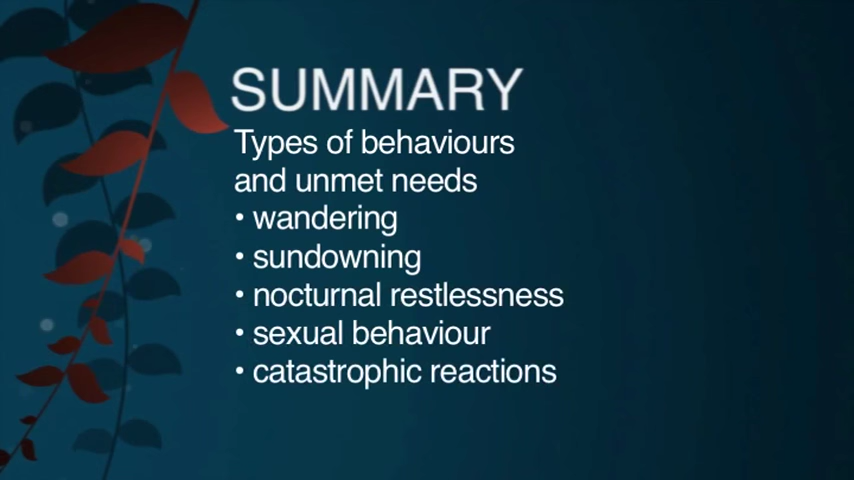 SUMMARY
Types of behaviours
and unmet needs
• wandering
• sundowning
• nocturnal restlessness
• sexual behaviour
• catastrophic reactions